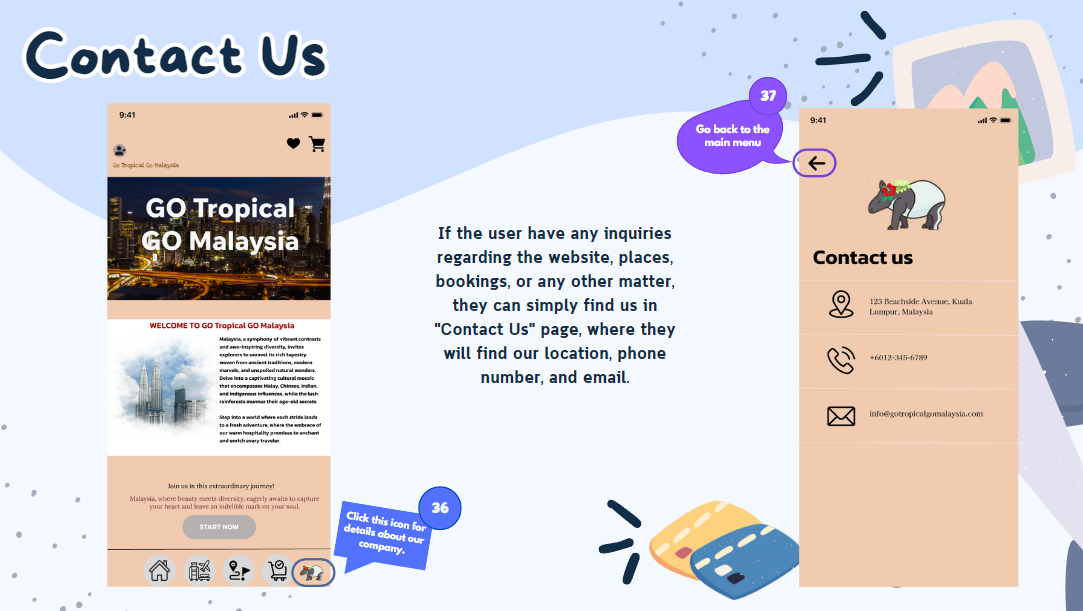 Contact Us
9:41
Go Tropical Go Malaysia
GO Tropical
GO Malaysia
WELCOME TO GO Tropical GO Malaysia
Malaysia, a symphony of vibrant contrasts
and awe-inspiring diversity, invites
explorers to unravel its rich tapestry
woven from ancient traditions, modern
marvels, and unspoiled natural wonders.
Delve into a captivating cultural mosaic
that encompasses Malay, Chinese, Indian,
and indigenous influences, while the lush
rainforests murmur their age-old secrets.
Step into a world where each stride leads
to a fresh adventure, where the embrace of
our warm hospitality promises to enchant
and enrich every traveler.
Join us in this extraordinary journey!
Malaysia, where beauty meets diversity, eagerly awaits to capture
your heart and leave an indelible mark on your soul.
START NOW
36
Click this icon for
details about our
company.
If the user have any inquiries
regarding the website, places,
bookings, or any other matter,
they can simply find us in
"Contact Us" page, where they
will find our location, phone
number, and email.
37
Go back to the
main menu
9:41
Contact us
123 Beachside Avenue, Kuala
Lumpur, Malaysia
+6012-345-6789
info@gotropicalgomalaysia.com